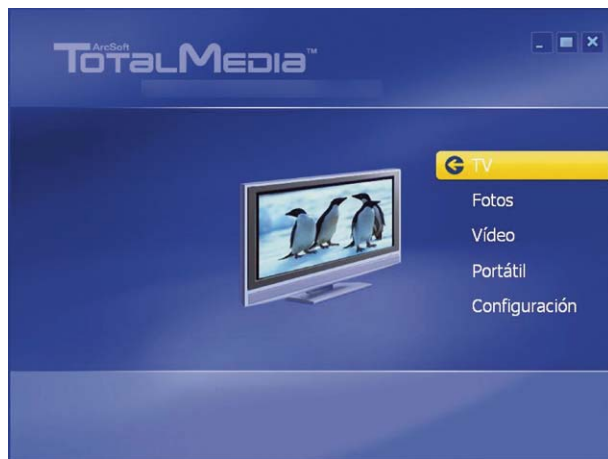 ArcSoft
TOTALMEDIA™
TV
Fotos
Vídeo
Portátil
Configuración